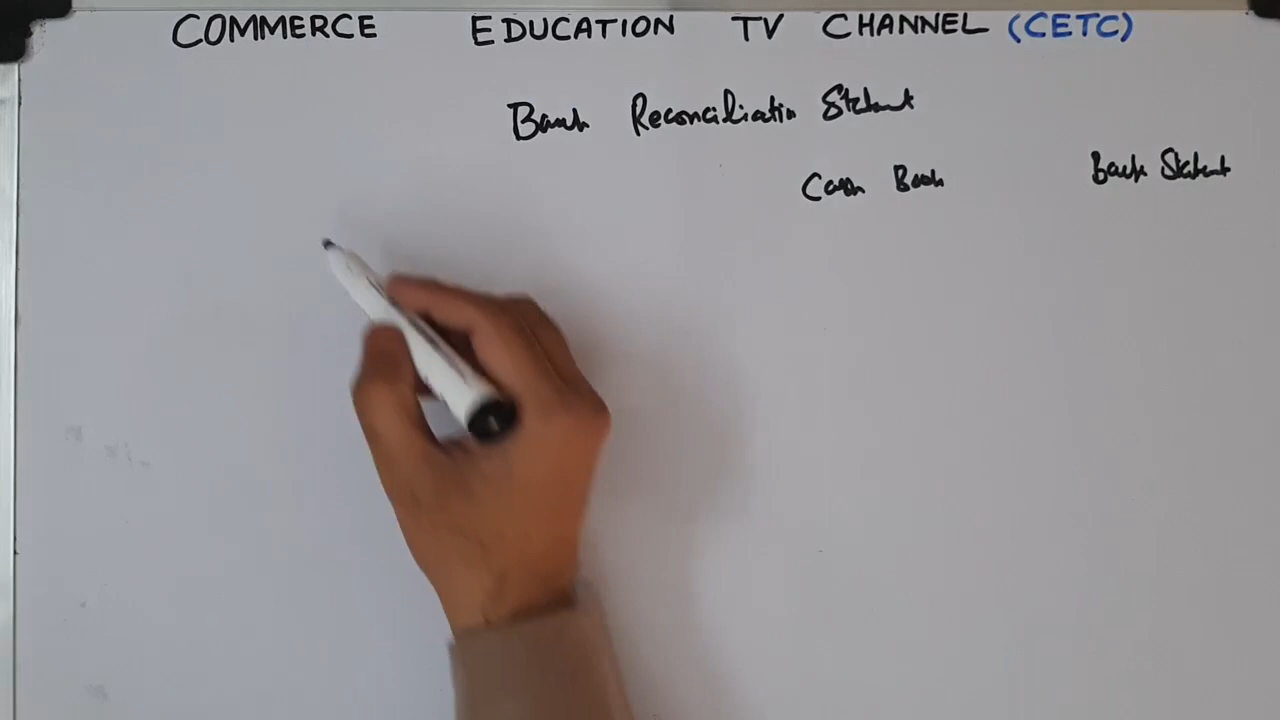 COMMERCE EDUCATION TV CHANNEL (CETC)
Bank Reconciliation Statement
Cash Book Bank Statement